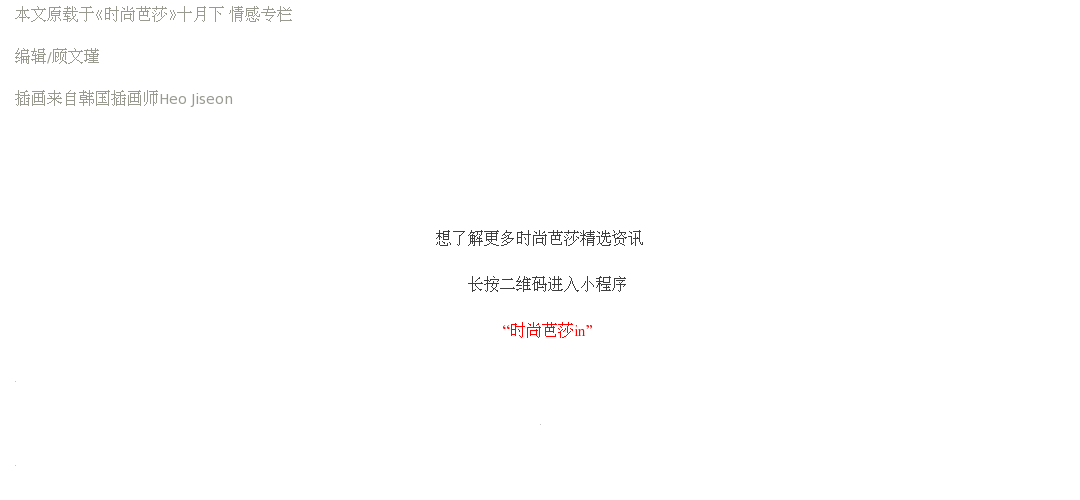 本文原载于《时尚芭莎》十月下 情感专栏
编辑/顾文瑾
插画来自韩国插画师Heo Jiseon
想了解更多时尚芭莎精选资讯
长按二维码进入小程序
“时尚芭莎in”